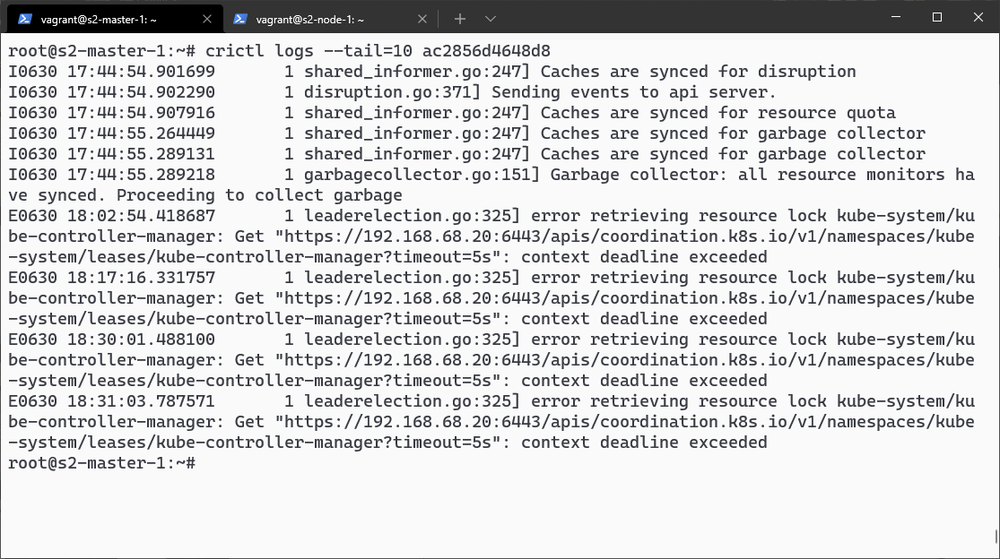 vagrant@s2-master-1: ~
vagrant@s2-node-1: ~
root@s2-master-1:~# crictl logs --tail=10 ac2856d4648d8
I0630 17:44:54.901699       1 shared_informer.go:247] Caches are synced for disruption
I0630 17:44:54.902290       1 disruption.go:371] Sending events to api server.
I0630 17:44:54.907916       1 shared_informer.go:247] Caches are synced for resource quota
I0630 17:44:55.264449       1 shared_informer.go:247] Caches are synced for garbage collector
I0630 17:44:55.289131       1 shared_informer.go:247] Caches are synced for garbage collector
I0630 17:44:55.289218       1 garbagecollector.go:151] Garbage collector: all resource monitors ha
ve synced. Proceeding to collect garbage
E0630 18:02:54.418687       1 leaderelection.go:325] error retrieving resource lock kube-system/ku
be-controller-manager: Get "https://192.168.68.20:6443/apis/coordination.k8s.io/v1/namespaces/kube
-system/leases/kube-controller-manager?timeout=5s": context deadline exceeded
E0630 18:17:16.331757       1 leaderelection.go:325] error retrieving resource lock kube-system/ku
be-controller-manager: Get "https://192.168.68.20:6443/apis/coordination.k8s.io/v1/namespaces/kube
-system/leases/kube-controller-manager?timeout=5s": context deadline exceeded
E0630 18:30:01.488100       1 leaderelection.go:325] error retrieving resource lock kube-system/ku
be-controller-manager: Get "https://192.168.68.20:6443/apis/coordination.k8s.io/v1/namespaces/kube
-system/leases/kube-controller-manager?timeout=5s": context deadline exceeded
E0630 18:31:03.787571       1 leaderelection.go:325] error retrieving resource lock kube-system/ku
be-controller-manager: Get "https://192.168.68.20:6443/apis/coordination.k8s.io/v1/namespaces/kube
-system/leases/kube-controller-manager?timeout=5s": context deadline exceeded
root@s2-master-1:~#